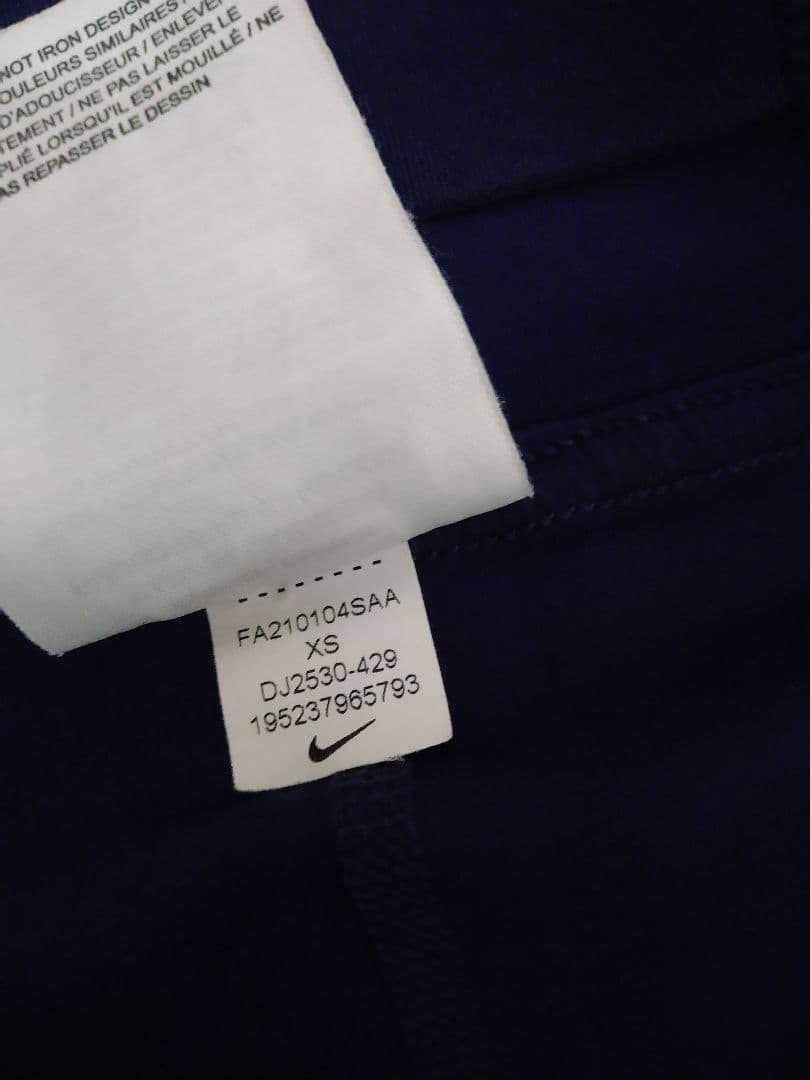 NOT IRON DESIGN
OULEURS SIMILAIRES
D'ADOUCISSEUR / ENLEVE
TEMENT / NE PAS LAISSER LE
PLIÉ LORSQU'IL EST MOUILLÉ / NE
AS REPASSER LE DESSIN
FA210104SAA
XS
DJ2530-429
195237965793